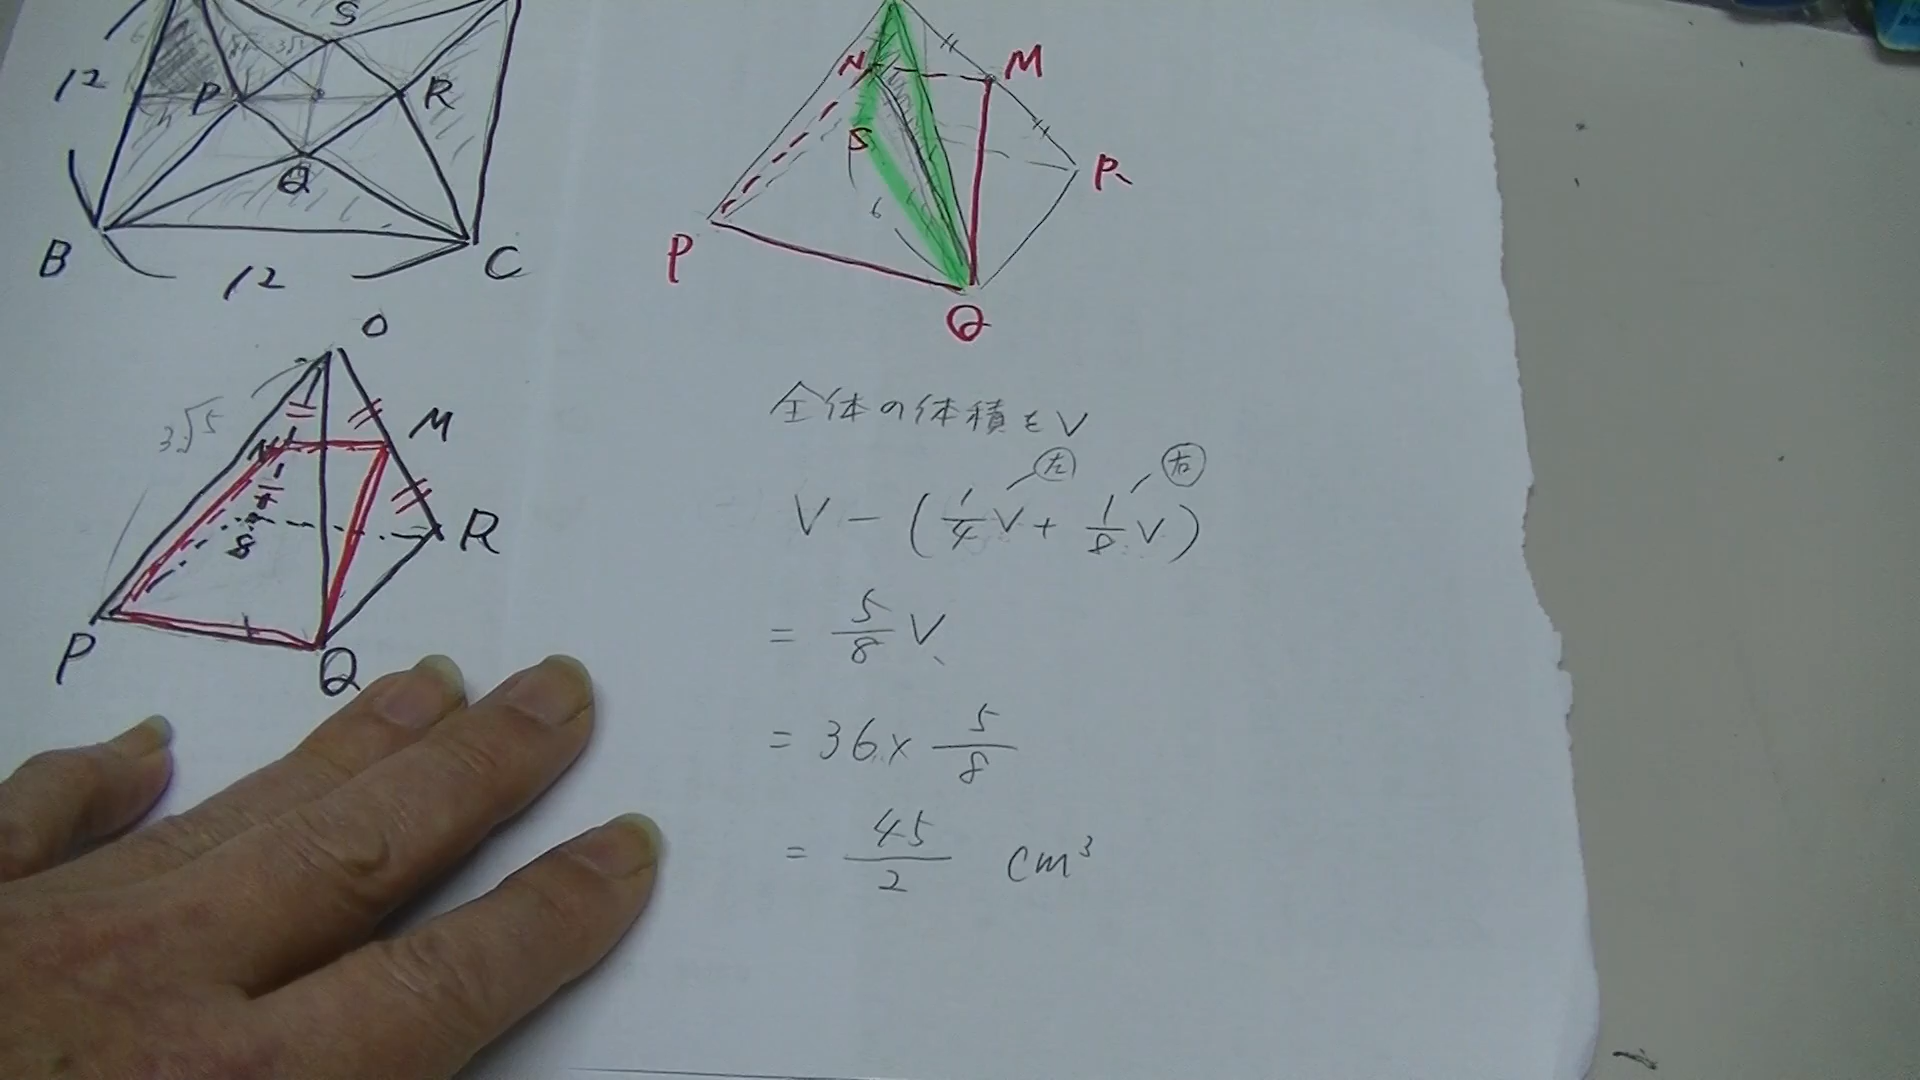 S
12
P
R
Q
B
C
12
O
3√5
M
N
S
R
P
Q
N
M
S
6
R
P
Q
全体の体積をV
左 右
V - (1/4 V + 1/8 V)
= 5/8 V
= 36 × 5/8
= 45/2 cm³